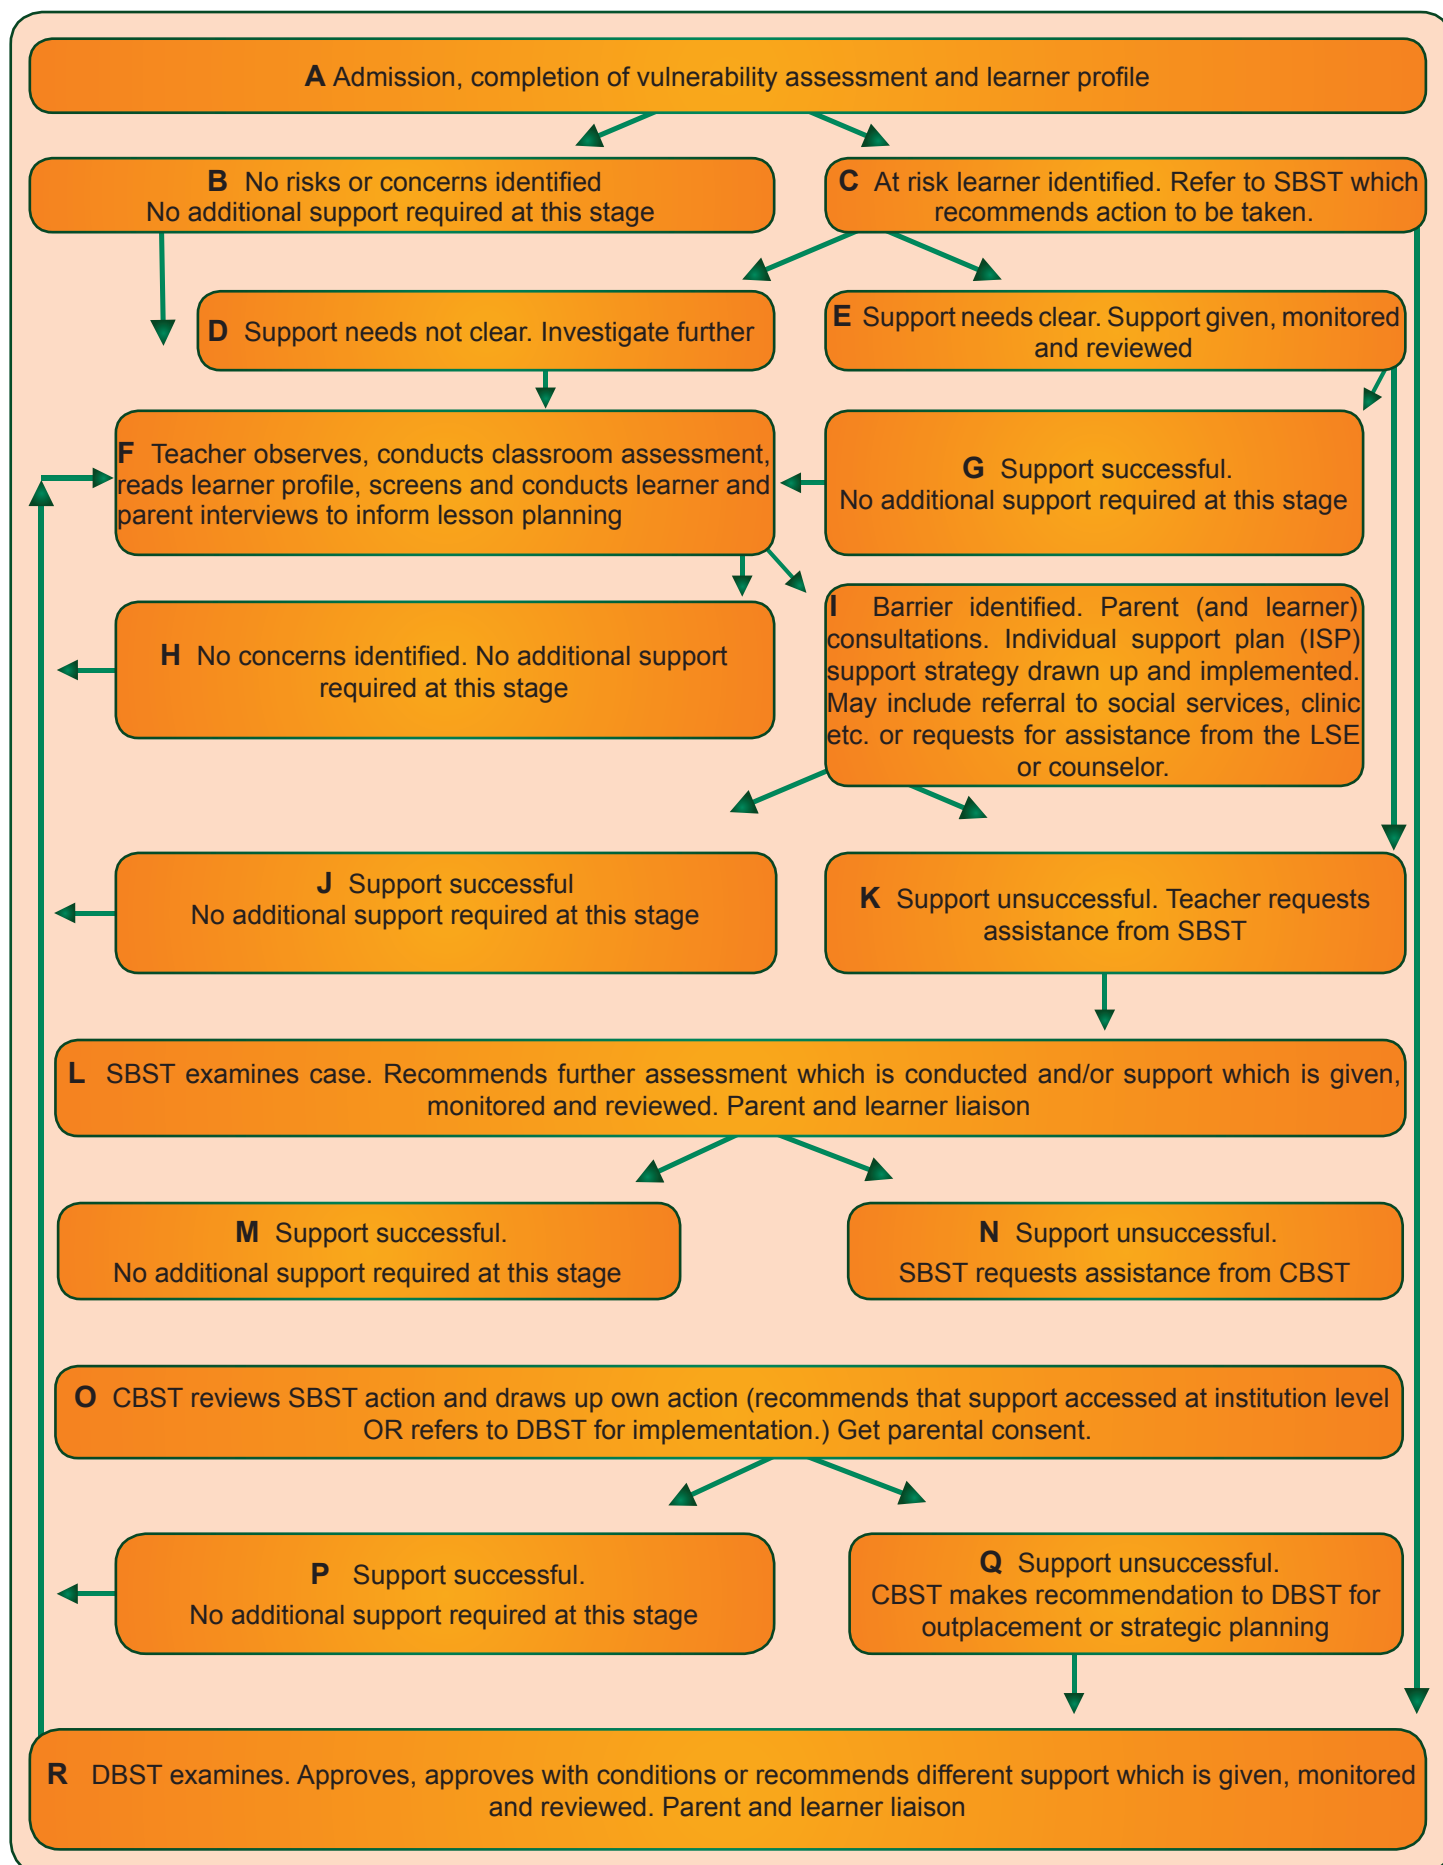 A Admission, completion of vulnerability assessment and learner profile
B No risks or concerns identified
No additional support required at this stage
C At risk learner identified. Refer to SBST which
recommends action to be taken.
D Support needs not clear. Investigate further
E Support needs clear. Support given, monitored
and reviewed
F Teacher observes, conducts classroom assessment,
reads learner profile, screens and conducts learner and
parent interviews to inform lesson planning
G Support successful.
No additional support required at this stage
H No concerns identified. No additional support
required at this stage
I Barrier identified. Parent (and learner)
consultations. Individual support plan (ISP)
support strategy drawn up and implemented.
May include referral to social services, clinic
etc. or requests for assistance from the LSE
or counselor.
J Support successful
No additional support required at this stage
K Support unsuccessful. Teacher requests
assistance from SBST
L SBST examines case. Recommends further assessment which is conducted and/or support which is given,
monitored and reviewed. Parent and learner liaison
M Support successful.
No additional support required at this stage
N Support unsuccessful.
SBST requests assistance from CBST
O CBST reviews SBST action and draws up own action (recommends that support accessed at institution level
OR refers to DBST for implementation.) Get parental consent.
P Support successful.
No additional support required at this stage
Q Support unsuccessful.
CBST makes recommendation to DBST for
outplacement or strategic planning
R DBST examines. Approves, approves with conditions or recommends different support which is given, monitored
and reviewed. Parent and learner liaison